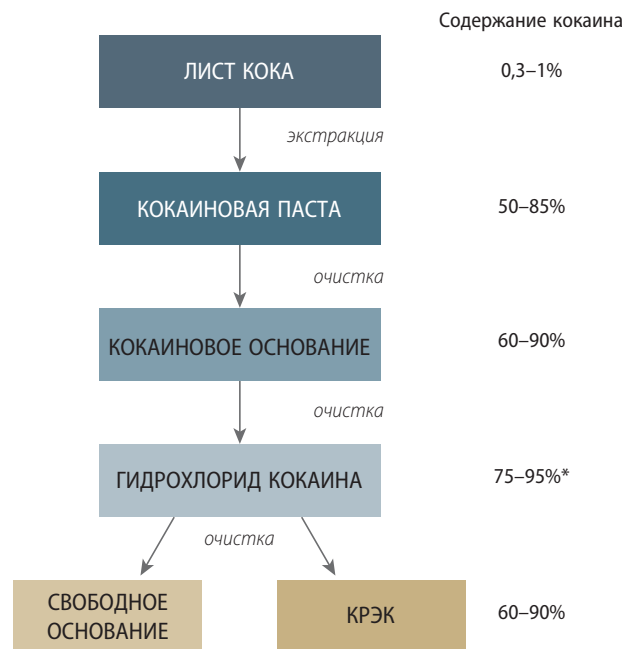 Содержание кокаина
ЛИСТ КОКА
0,3–1%
экстракция
КОКАИНОВАЯ ПАСТА
50–85%
очистка
КОКАИНОВОЕ ОСНОВАНИЕ
60–90%
очистка
ГИДРОХЛОРИД КОКАИНА
75–95%*
очистка
СВОБОДНОЕ
ОСНОВАНИЕ
КРЭК
60–90%